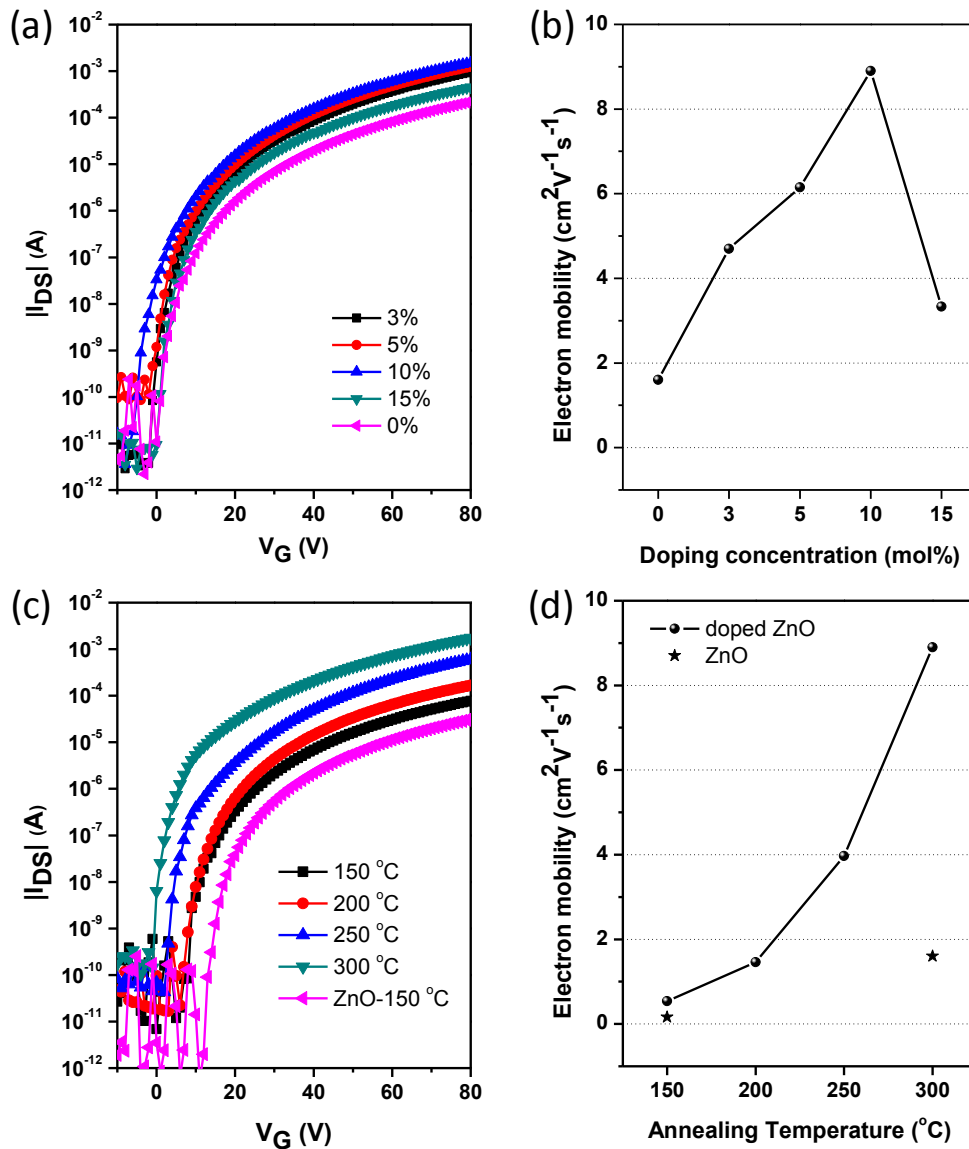 (a)
10⁻²
10⁻³
10⁻⁴
10⁻⁵
10⁻⁶
10⁻⁷
10⁻⁸
10⁻⁹
10⁻¹⁰
10⁻¹¹
10⁻¹²
|I_DS| (A)
3%
5%
10%
15%
0%
0 20 40 60 80
V_G (V)
(b)
10
8
6
4
2
0
Electron mobility (cm²V⁻¹s⁻¹)
0 3 5 10 15
Doping concentration (mol%)
(c)
10⁻²
10⁻³
10⁻⁴
10⁻⁵
10⁻⁶
10⁻⁷
10⁻⁸
10⁻⁹
10⁻¹⁰
10⁻¹¹
10⁻¹²
|I_DS| (A)
150 °C
200 °C
250 °C
300 °C
ZnO-150 °C
0 20 40 60 80
V_G (V)
(d)
10
8
6
4
2
0
Electron mobility (cm²V⁻¹s⁻¹)
doped ZnO
ZnO
150 200 250 300
Annealing Temperature (°C)